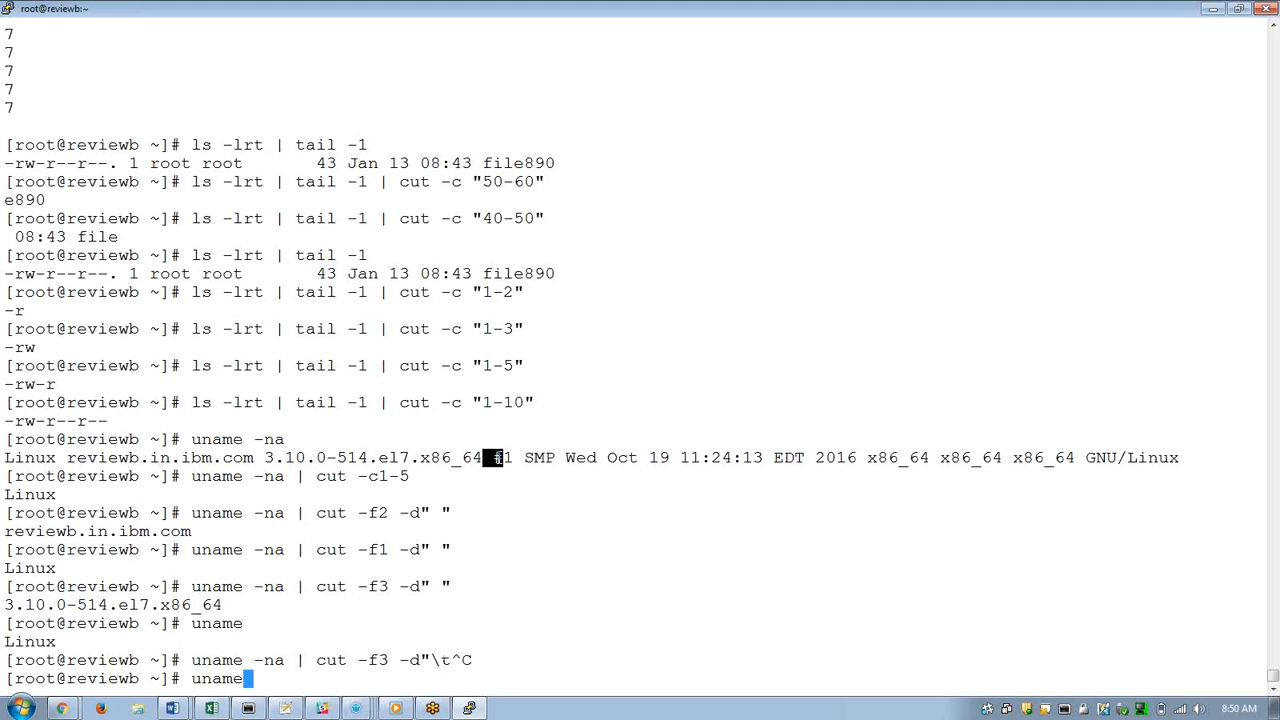 root@reviewb:~
7
7
7
7
7
[root@reviewb ~]# ls -lrt | tail -1
-rw-r--r--. 1 root root       43 Jan 13 08:43 file890
[root@reviewb ~]# ls -lrt | tail -1 | cut -c "50-60"
e890
[root@reviewb ~]# ls -lrt | tail -1 | cut -c "40-50"
 08:43 file
[root@reviewb ~]# ls -lrt | tail -1
-rw-r--r--. 1 root root       43 Jan 13 08:43 file890
[root@reviewb ~]# ls -lrt | tail -1 | cut -c "1-2"
-r
[root@reviewb ~]# ls -lrt | tail -1 | cut -c "1-3"
-rw
[root@reviewb ~]# ls -lrt | tail -1 | cut -c "1-5"
-rw-r
[root@reviewb ~]# ls -lrt | tail -1 | cut -c "1-10"
-rw-r--r--
[root@reviewb ~]# uname -na
Linux reviewb.in.ibm.com 3.10.0-514.el7.x86_64 #1 SMP Wed Oct 19 11:24:13 EDT 2016 x86_64 x86_64 x86_64 GNU/Linux
[root@reviewb ~]# uname -na | cut -c1-5
Linux
[root@reviewb ~]# uname -na | cut -f2 -d" "
reviewb.in.ibm.com
[root@reviewb ~]# uname -na | cut -f1 -d" "
Linux
[root@reviewb ~]# uname -na | cut -f3 -d" "
3.10.0-514.el7.x86_64
[root@reviewb ~]# uname
Linux
[root@reviewb ~]# uname -na | cut -f3 -d"\t^C
[root@reviewb ~]# uname
8:50 AM